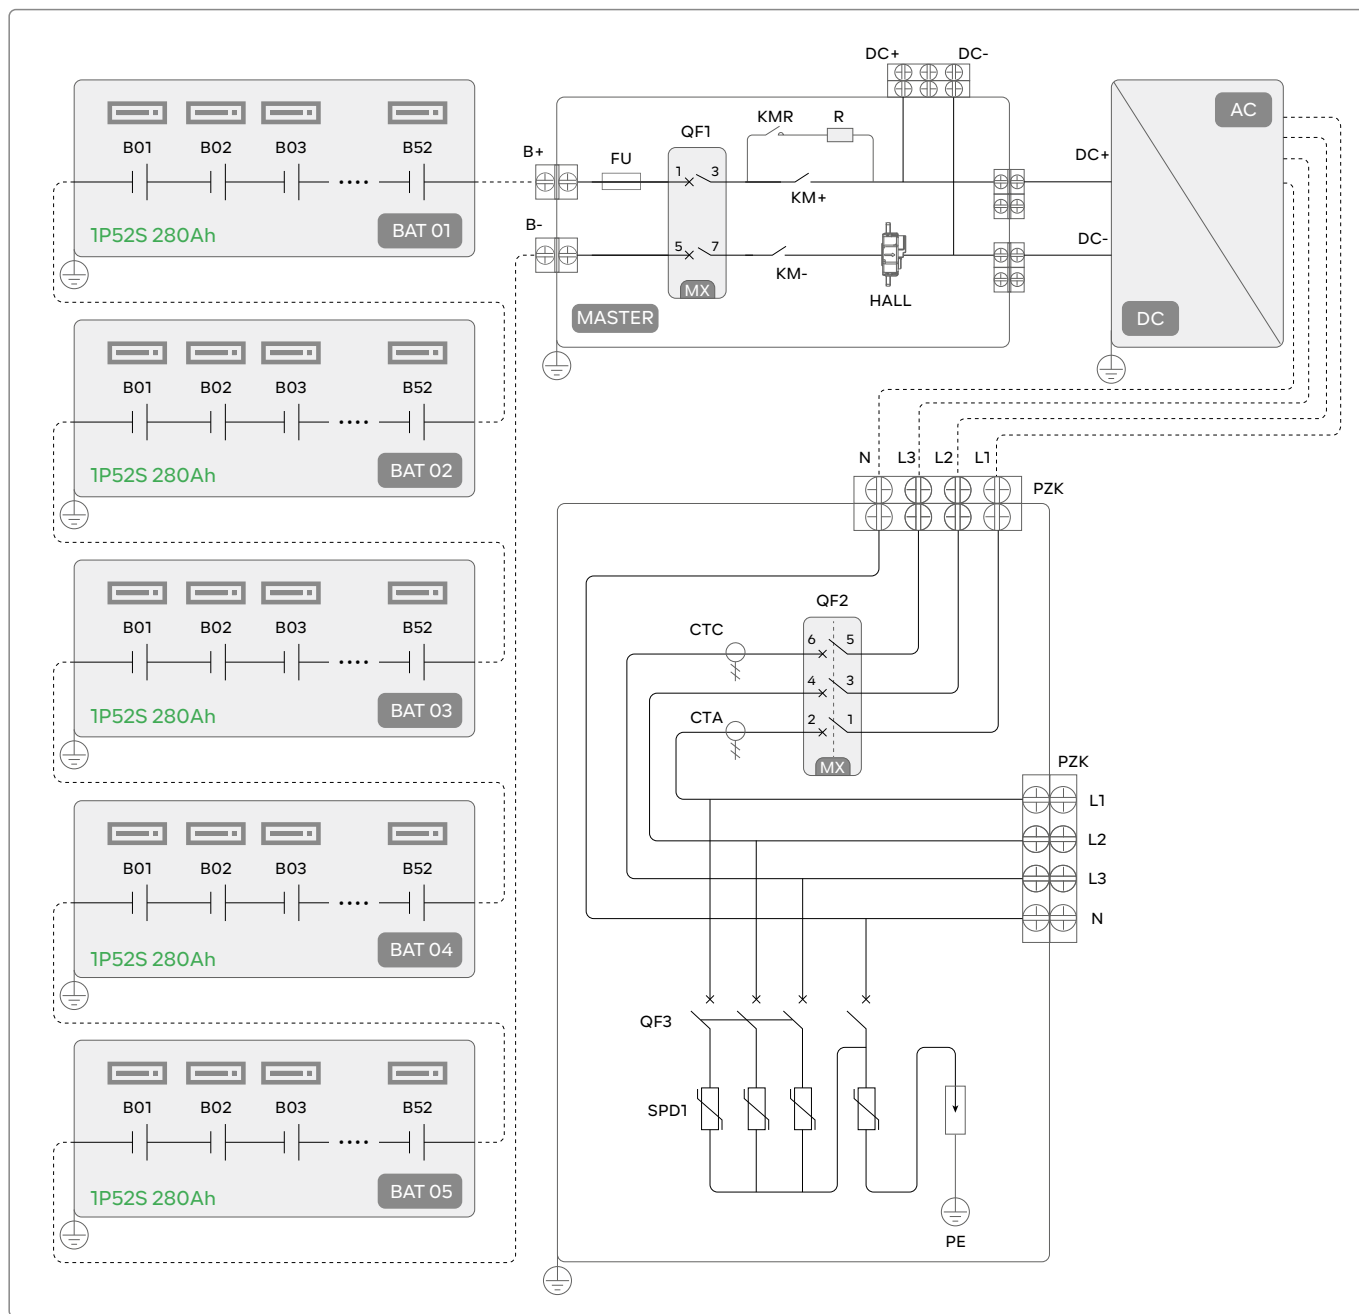 B01 B02 B03 B52
1P52S 280Ah
BAT 01
B01 B02 B03 B52
1P52S 280Ah
BAT 02
B01 B02 B03 B52
1P52S 280Ah
BAT 03
B01 B02 B03 B52
1P52S 280Ah
BAT 04
B01 B02 B03 B52
1P52S 280Ah
BAT 05
DC+ DC-
KMR R
QF1
B+ FU
1 3
KM+
B-
5 7
KM-
MX
HALL
MASTER
AC
DC+
DC-
DC
N L3 L2 L1
PZK
QF2
CTC
6 5
4 3
CTA
2 1
MX
PZK
L1
L2
L3
N
QF3
SPD1
PE